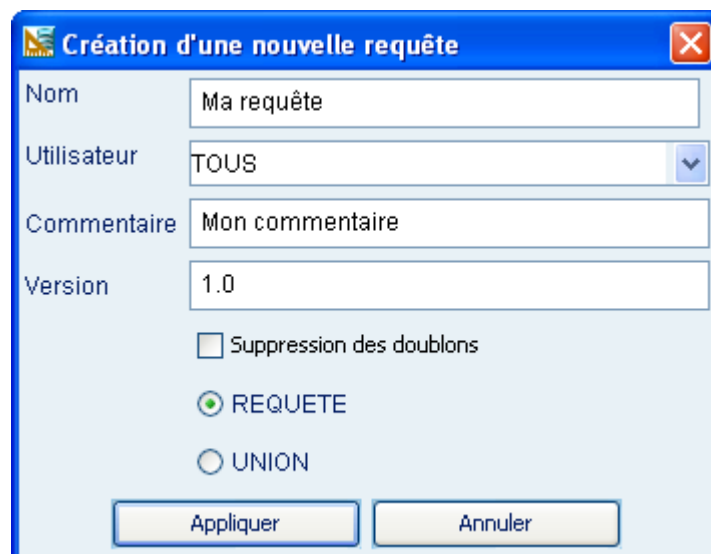 Création d'une nouvelle requête
Nom Ma requête
Utilisateur TOUS
Commentaire Mon commentaire
Version 1.0
Suppression des doublons
REQUETE
UNION
Appliquer Annuler